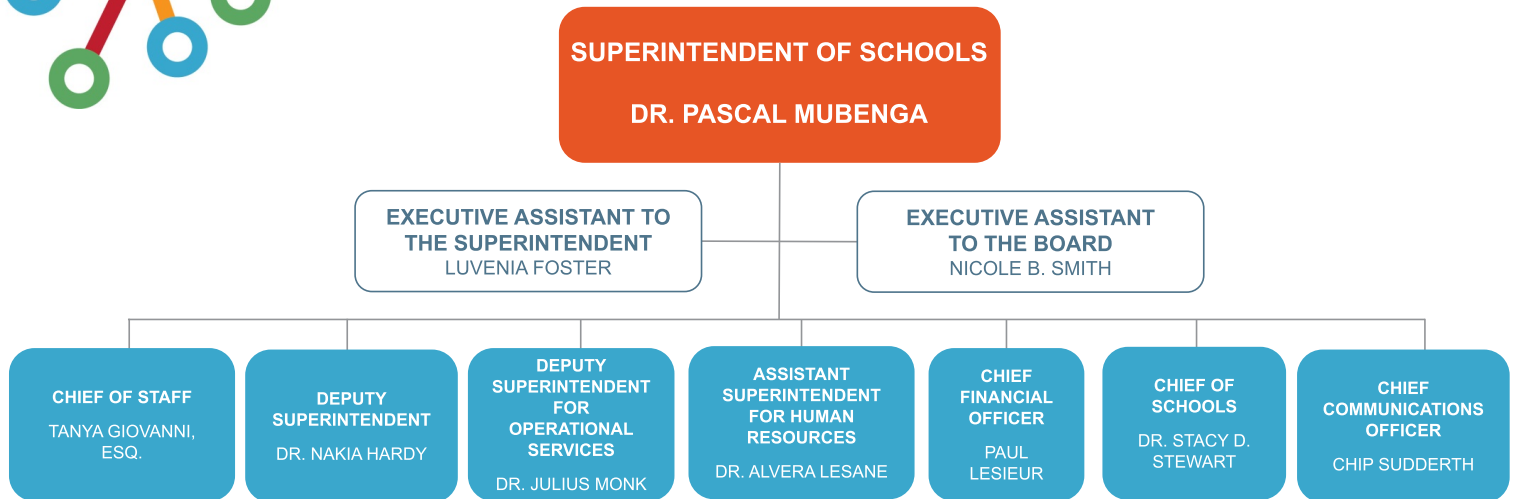 SUPERINTENDENT OF SCHOOLS
DR. PASCAL MUBENGA
EXECUTIVE ASSISTANT TO
THE SUPERINTENDENT
LUVENIA FOSTER
EXECUTIVE ASSISTANT
TO THE BOARD
NICOLE B. SMITH
CHIEF OF STAFF
TANYA GIOVANNI,
ESQ.
DEPUTY
SUPERINTENDENT
DR. NAKIA HARDY
DEPUTY
SUPERINTENDENT
FOR
OPERATIONAL
SERVICES
DR. JULIUS MONK
ASSISTANT
SUPERINTENDENT
FOR HUMAN
RESOURCES
DR. ALVERA LESANE
CHIEF
FINANCIAL
OFFICER
PAUL
LESIEUR
CHIEF OF
SCHOOLS
DR. STACY D.
STEWART
CHIEF
COMMUNICATIONS
OFFICER
CHIP SUDDERTH